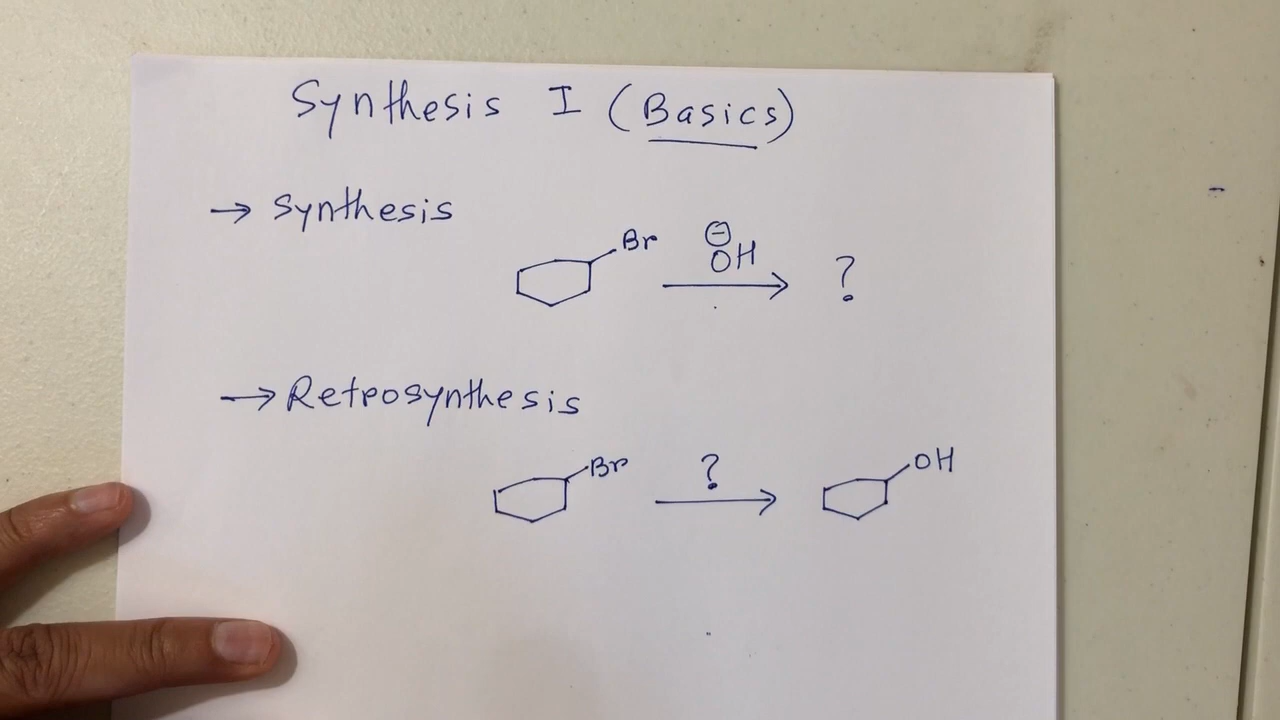 Synthesis I (Basics)
→ Synthesis
Br ⊖OH → ?
→ Retrosynthesis
Br ? → OH